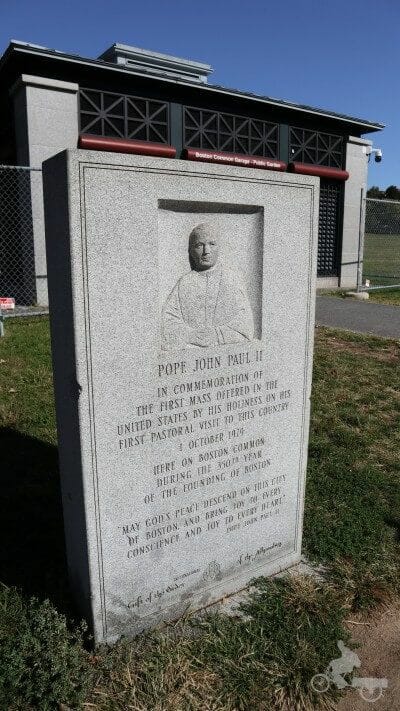 Boston Common Garage - Public Garden
POPE JOHN PAUL II
IN COMMEMORATION OF
THE FIRST MASS OFFERED IN THE
UNITED STATES BY HIS HOLINESS ON HIS
FIRST PASTORAL VISIT TO THIS COUNTRY
1 OCTOBER 1979
HERE ON BOSTON COMMON
DURING THE 350TH YEAR
OF THE FOUNDING OF BOSTON
"MAY GOD'S PEACE DESCEND ON THIS CITY
OF BOSTON, AND BRING JOY TO EVERY
CONSCIENCE AND JOY TO EVERY HEART."
POPE JOHN PAUL II